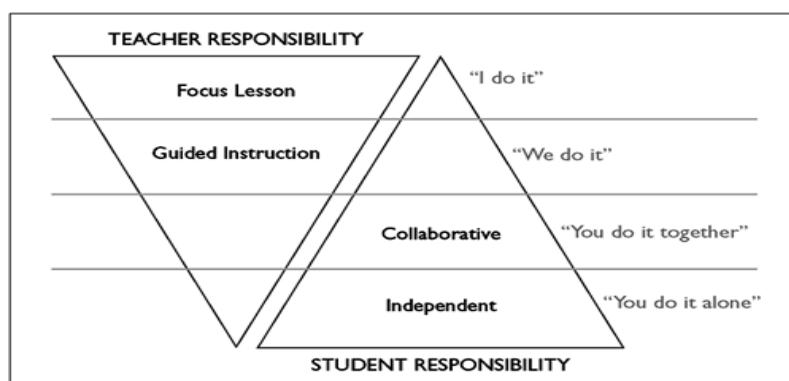 TEACHER RESPONSIBILITY
Focus Lesson
“I do it”
Guided Instruction
“We do it”
Collaborative
“You do it together”
Independent
“You do it alone”
STUDENT RESPONSIBILITY